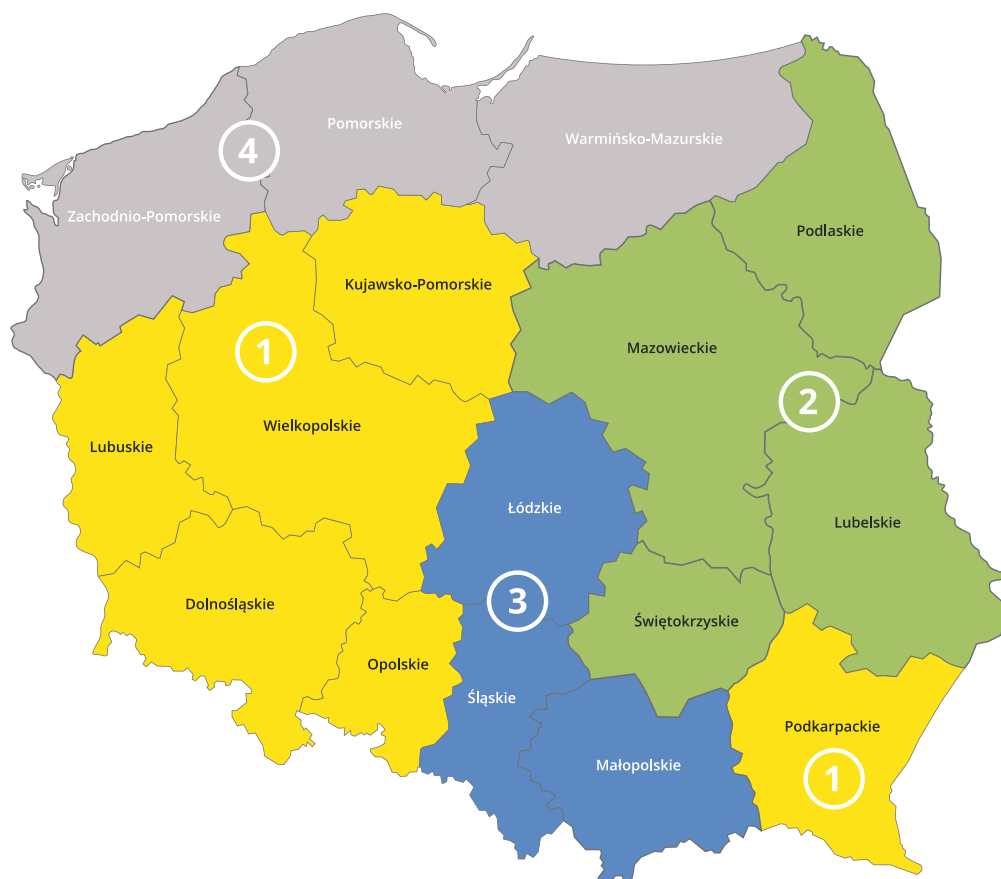 Pomorskie
Warmińsko-Mazurskie
4
Zachodnio-Pomorskie
Podlaskie
Kujawsko-Pomorskie
1
Mazowieckie
2
Wielkopolskie
Lubuskie
Łódzkie
Lubelskie
Dolnośląskie
3
Świętokrzyskie
Opolskie
Śląskie
Podkarpackie
Małopolskie
1